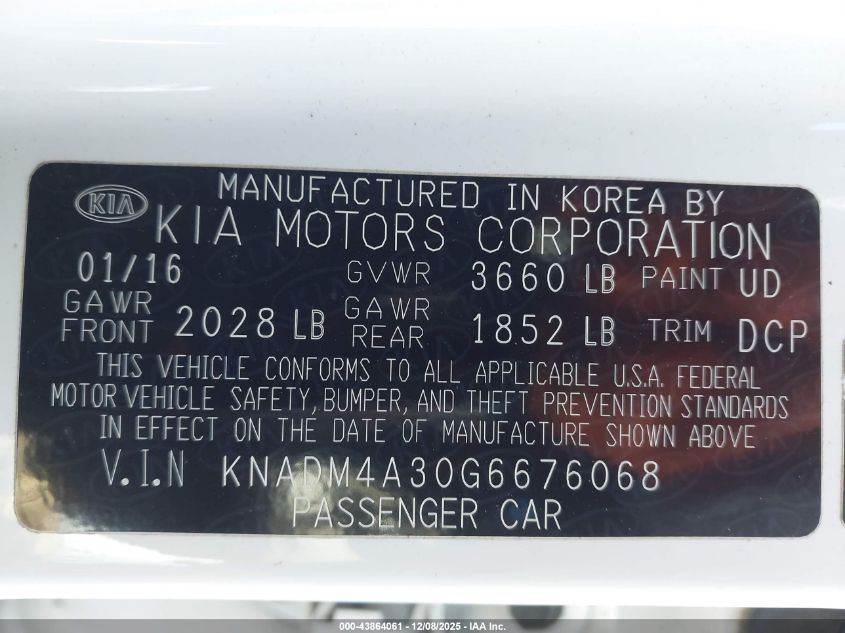 KIA
MANUFACTURED IN KOREA BY
KIA MOTORS CORPORATION
01/16 GVWR 3660 LB PAINT UD
GAWR FRONT 2028 LB GAWR REAR 1852 LB TRIM DCP
THIS VEHICLE CONFORMS TO ALL APPLICABLE U.S.A. FEDERAL
MOTOR VEHICLE SAFETY, BUMPER, AND THEFT PREVENTION STANDARDS
IN EFFECT ON THE DATE OF MANUFACTURE SHOWN ABOVE
V.I.N KNADM4A30G6676068
PASSENGER CAR
000-43864061 - 12/08/2025 - © IAA Inc.